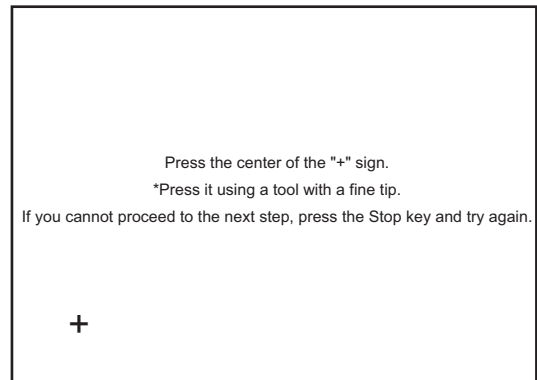 Press the center of the "+" sign.
*Press it using a tool with a fine tip.
If you cannot proceed to the next step, press the Stop key and try again.
+